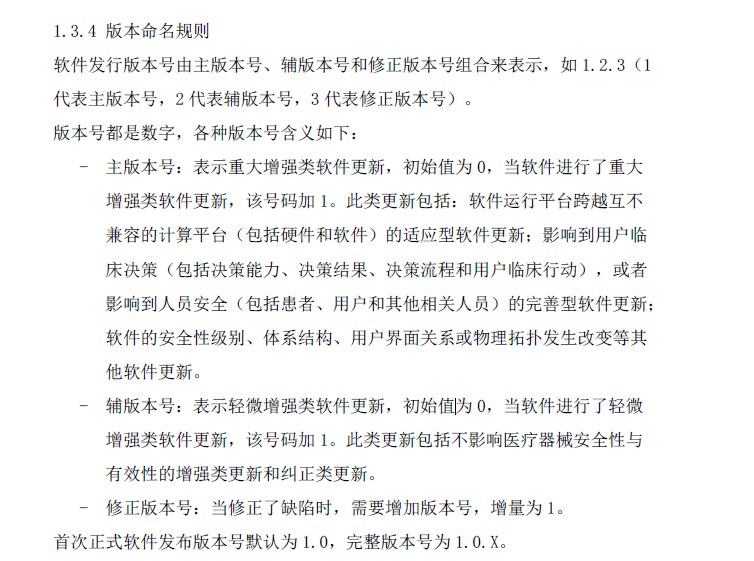 1.3.4 版本命名规则
软件发行版本号由主版本号、辅版本号和修正版本号组合来表示，如 1.2.3（1
代表主版本号，2 代表辅版本号，3 代表修正版本号）。
版本号都是数字，各种版本号含义如下：
- 主版本号：表示重大增强类软件更新，初始值为 0，当软件进行了重大
增强类软件更新，该号码加 1。此类更新包括：软件运行平台跨越互不
兼容的计算平台（包括硬件和软件）的适应型软件更新；影响到用户临
床决策（包括决策能力、决策结果、决策流程和用户临床行动），或者
影响到人员安全（包括患者、用户和其他相关人员）的完善型软件更新；
软件的安全性级别、体系结构、用户界面关系或物理拓扑发生改变等其
他软件更新。
- 辅版本号：表示轻微增强类软件更新，初始值为 0，当软件进行了轻微
增强类软件更新，该号码加 1。此类更新包括不影响医疗器械安全性与
有效性的增强类更新和纠正类更新。
- 修正版本号：当修正了缺陷时，需要增加版本号，增量为 1。
首次正式软件发布版本号默认为 1.0，完整版本号为 1.0.X。